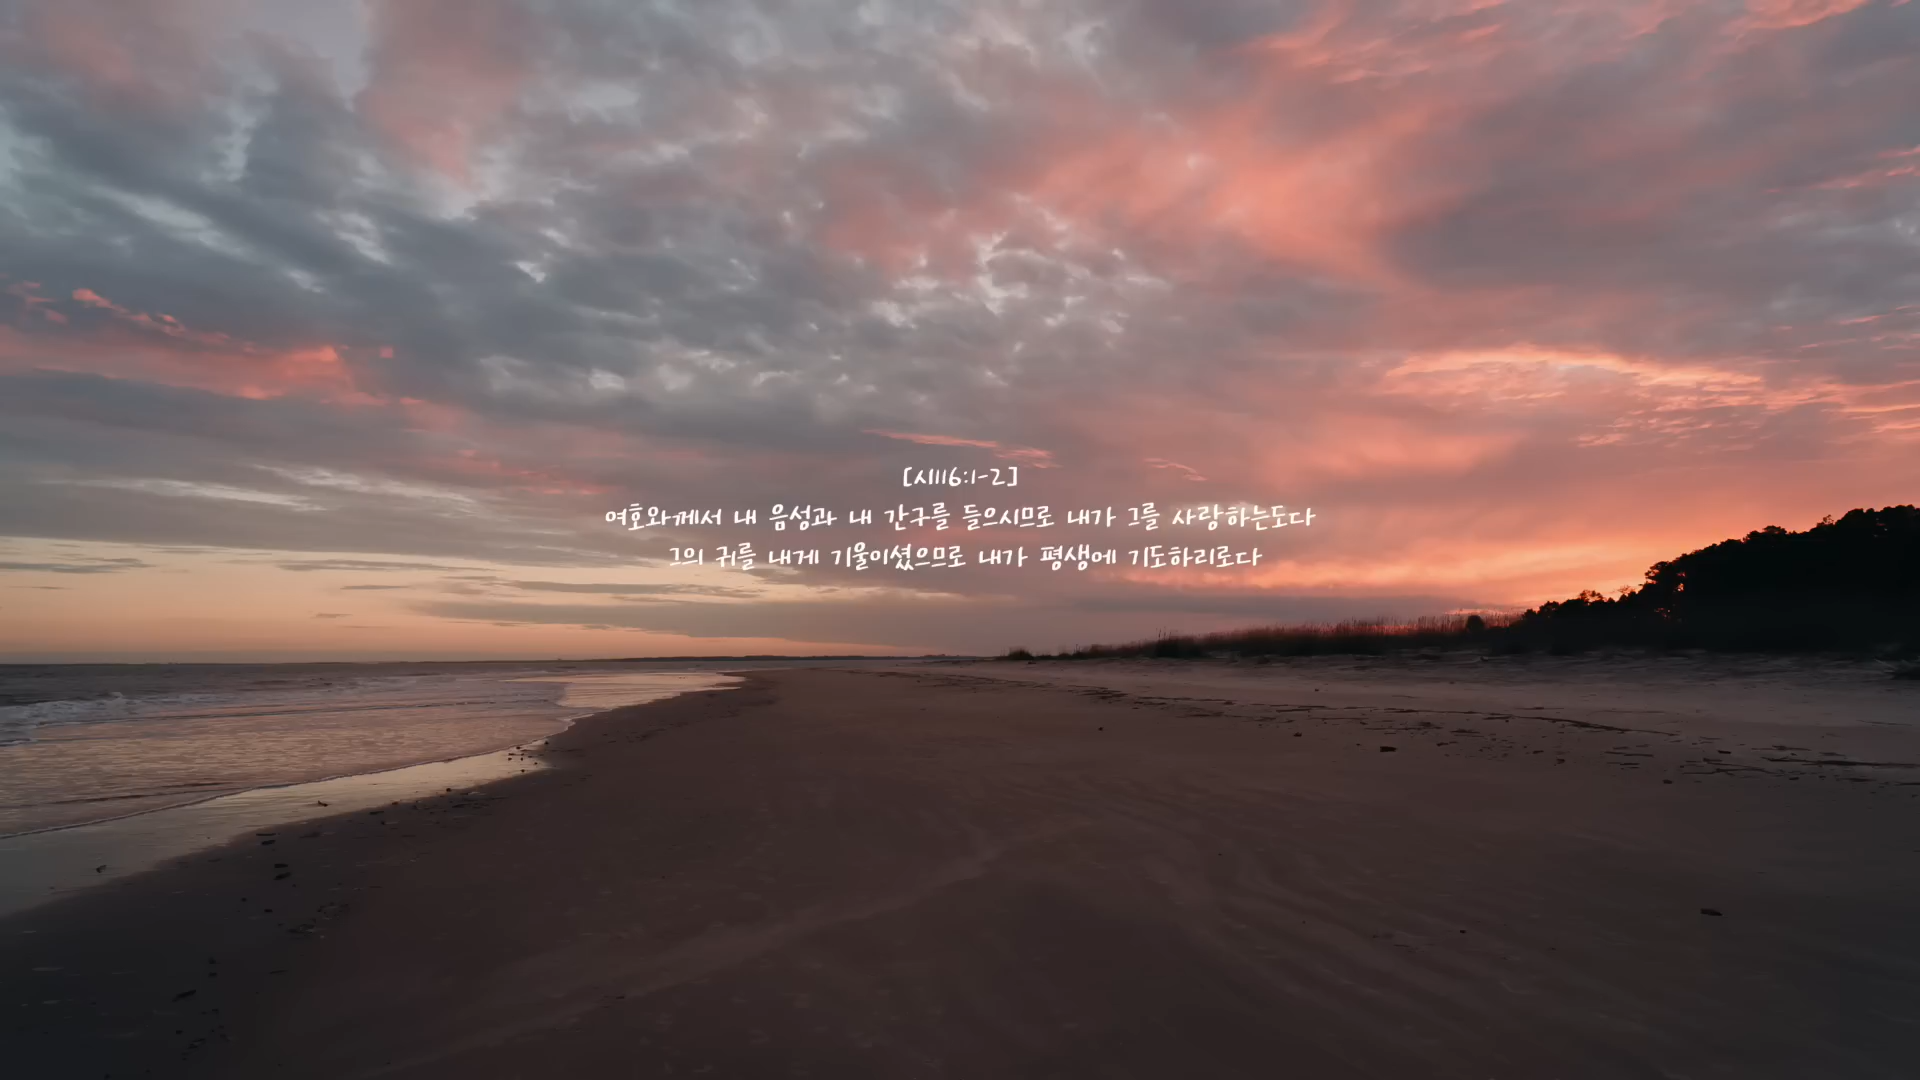 [시116:1-2]
여호와께서 내 음성과 내 간구를 들으시므로 내가 그를 사랑하는도다
그의 귀를 내게 기울이셨으므로 내가 평생에 기도하리로다